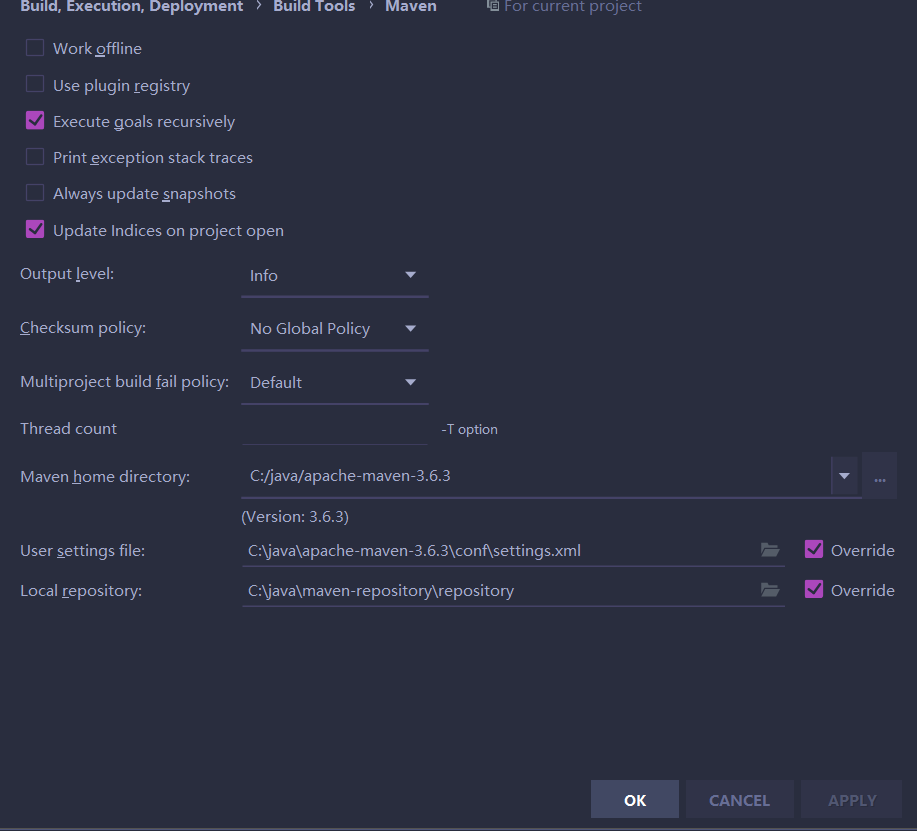 Build, Execution, Deployment › Build Tools › Maven For current project
Work offline
Use plugin registry
Execute goals recursively
Print exception stack traces
Always update snapshots
Update Indices on project open
Output level: Info
Checksum policy: No Global Policy
Multiproject build fail policy: Default
Thread count -T option
Maven home directory: C:/java/apache-maven-3.6.3 ...
(Version: 3.6.3)
User settings file: C:\java\apache-maven-3.6.3\conf\settings.xml Override
Local repository: C:\java\maven-repository\repository Override
OK CANCEL APPLY